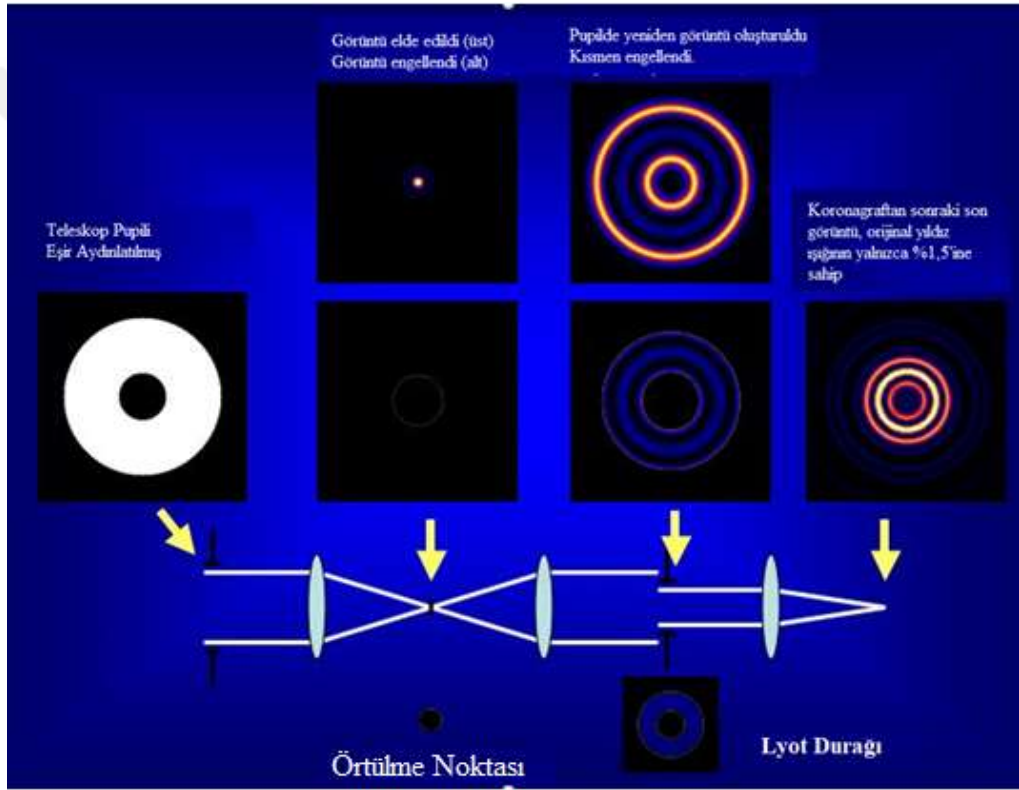 Görüntü elde edildi (üst)
Görüntü engellendi (alt)
Pupilde yeniden görüntü oluşturuldu
Kısmen engellendi.
Teleskop Pupili
Eşir Aydınlatılmış
Koronagraftan sonraki son
görüntü, orijinal yıldız
ışığının yalnızca %1,5'ine
sahip
Örtülme Noktası
Lyot Durağı